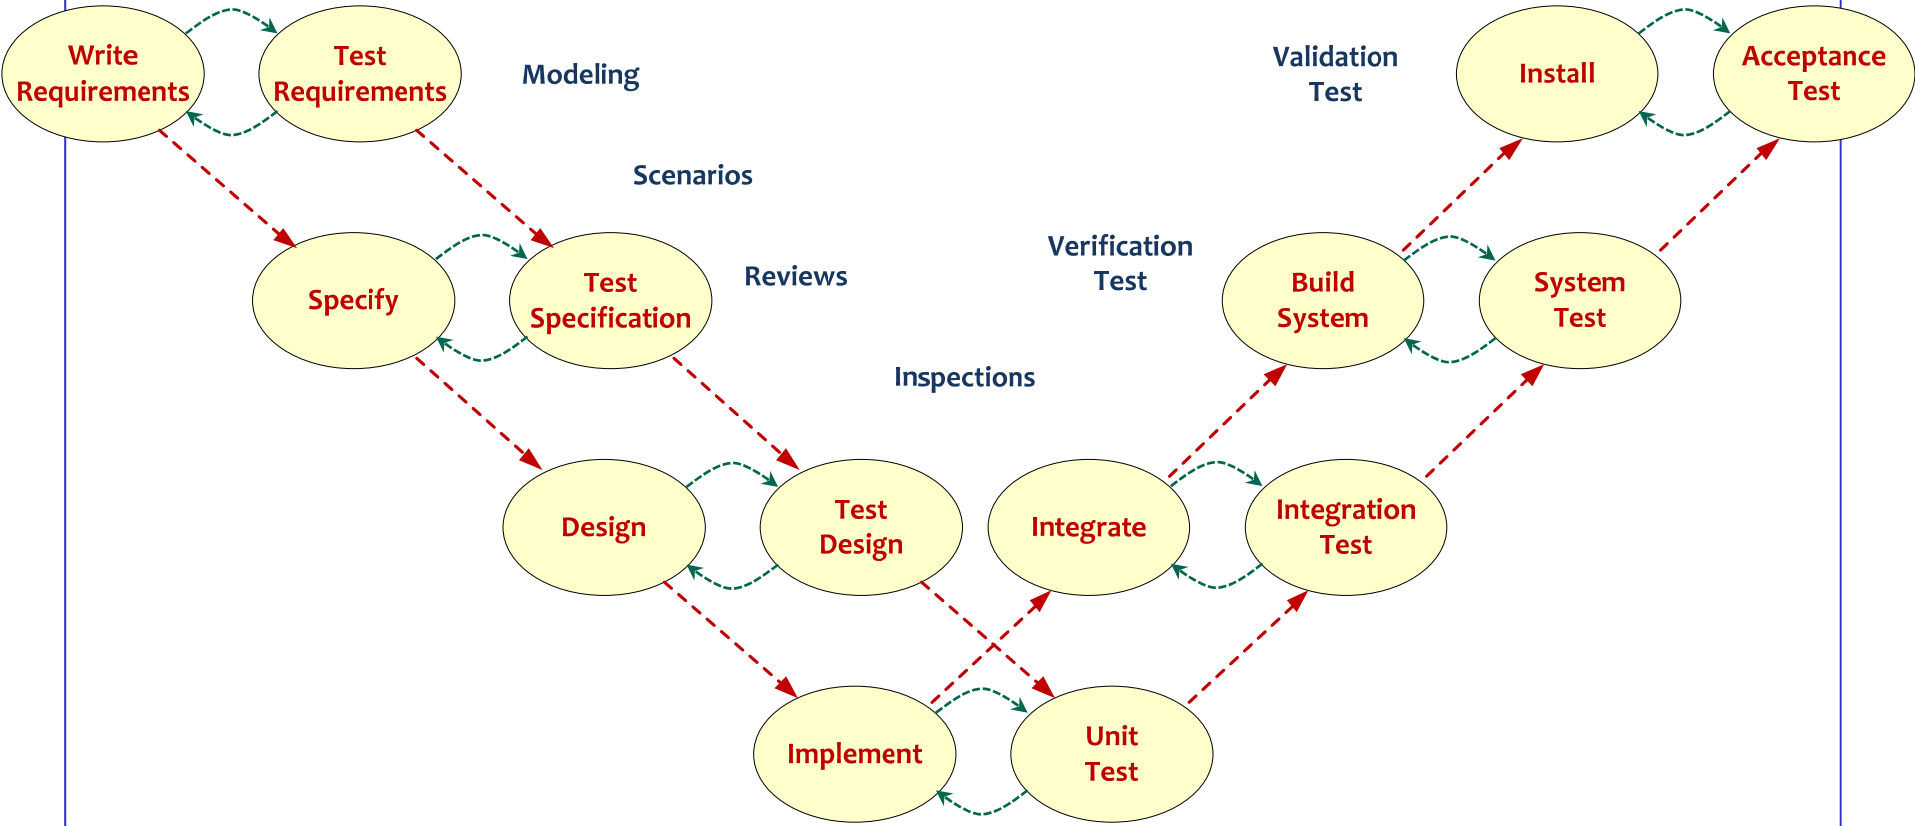 Write
Requirements
Test
Requirements
Modeling
Validation
Test
Install
Acceptance
Test
Scenarios
Specify
Test
Specification
Reviews
Verification
Test
Build
System
System
Test
Inspections
Design
Test
Design
Integrate
Integration
Test
Implement
Unit
Test